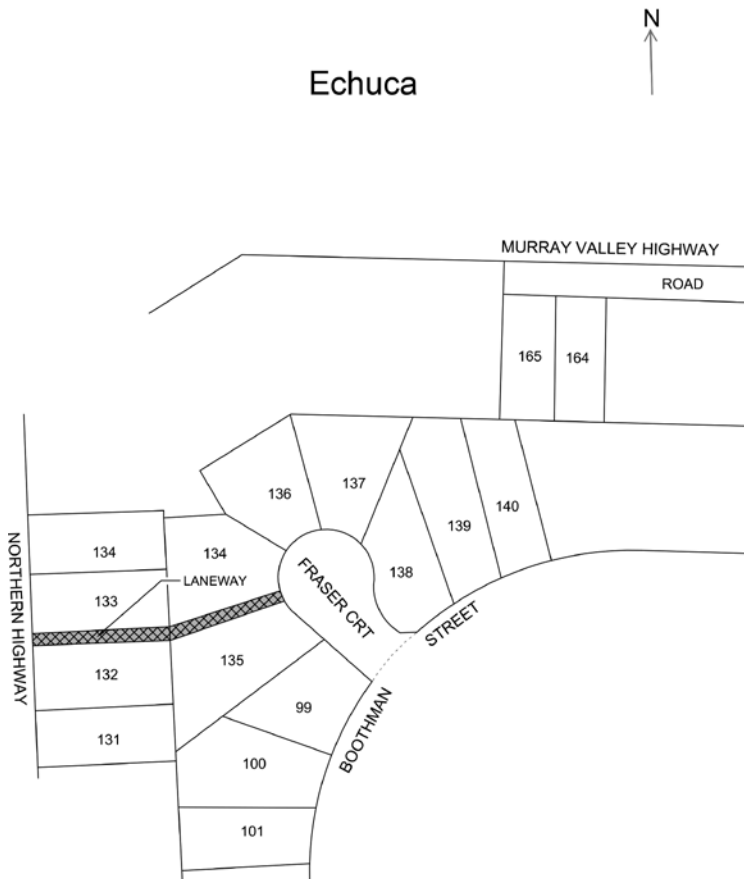 N
Echuca
MURRAY VALLEY HIGHWAY
ROAD
165
164
136
137
139
140
138
134
134
133
LANEWAY
FRASER CRT
STREET
NORTHERN HIGHWAY
132
135
131
99
BOOTHMAN
100
101